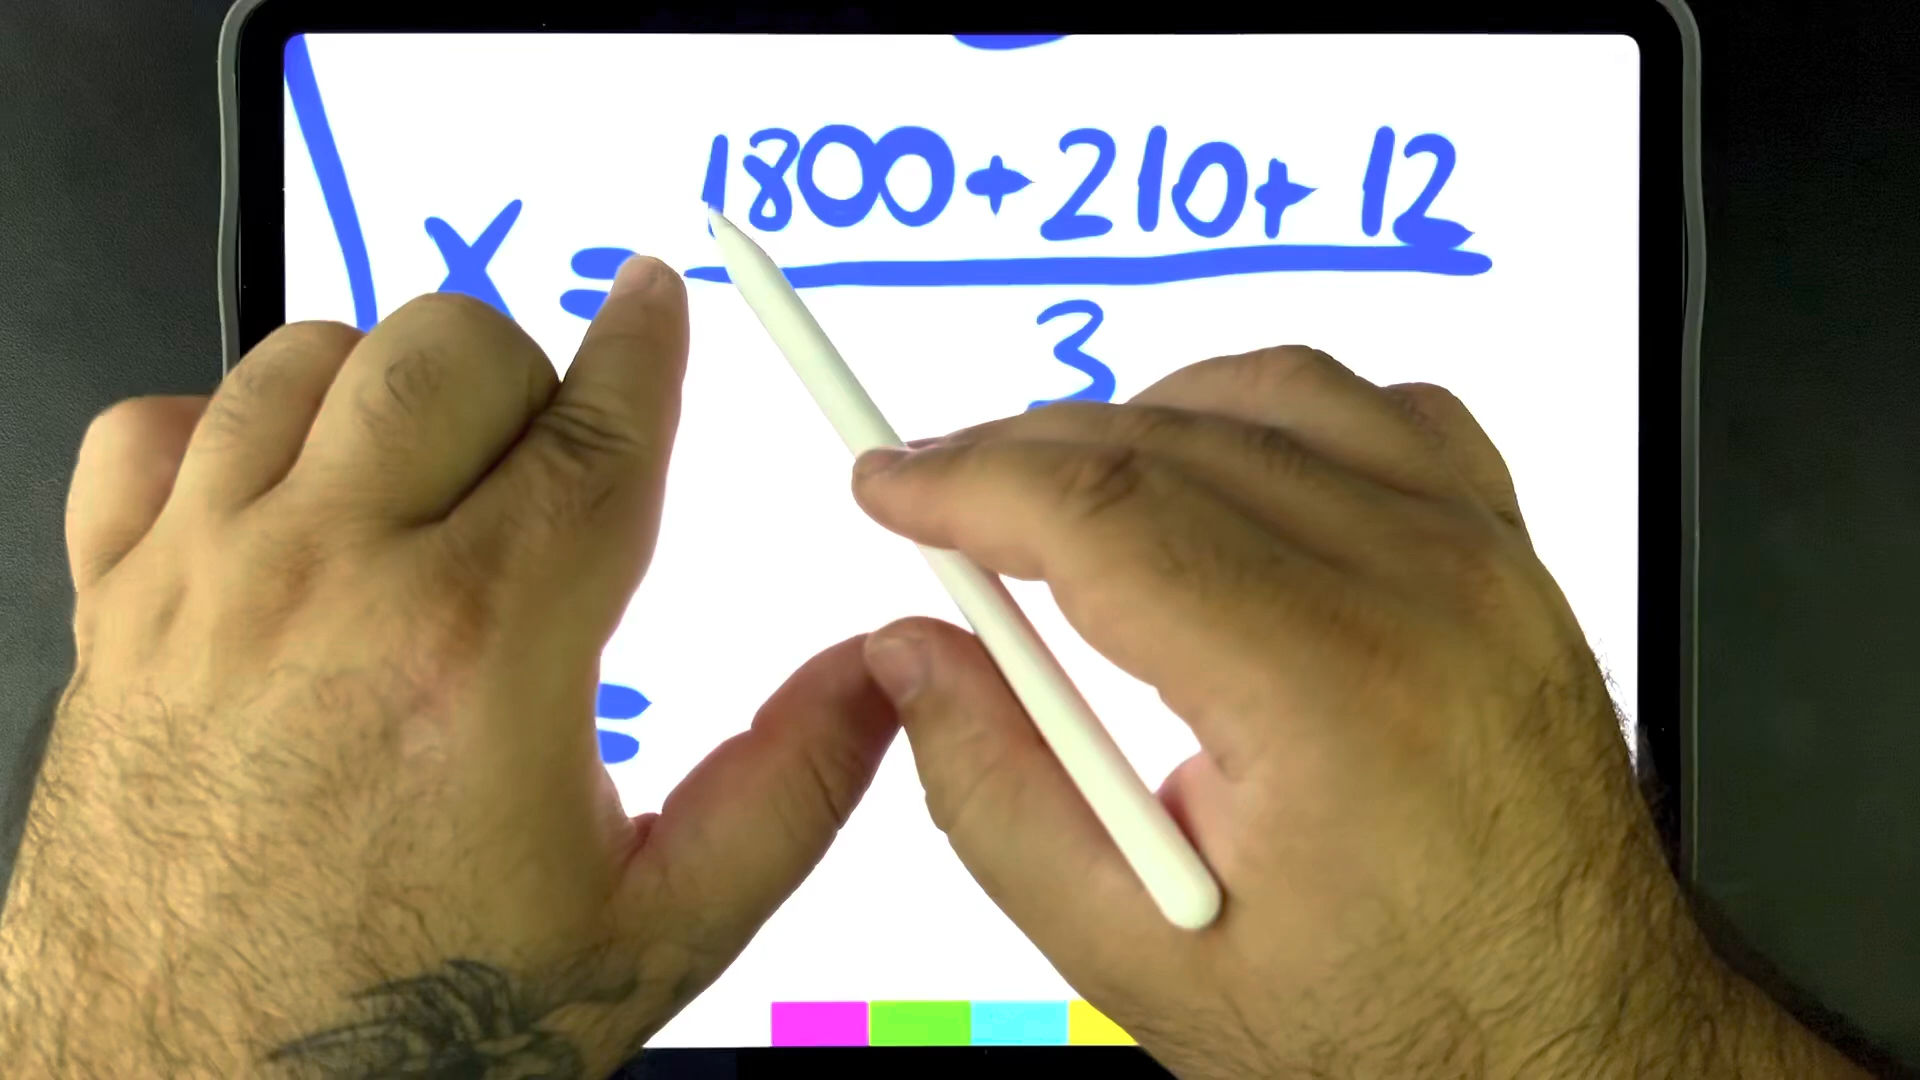 1800+210+12
X =
3
=